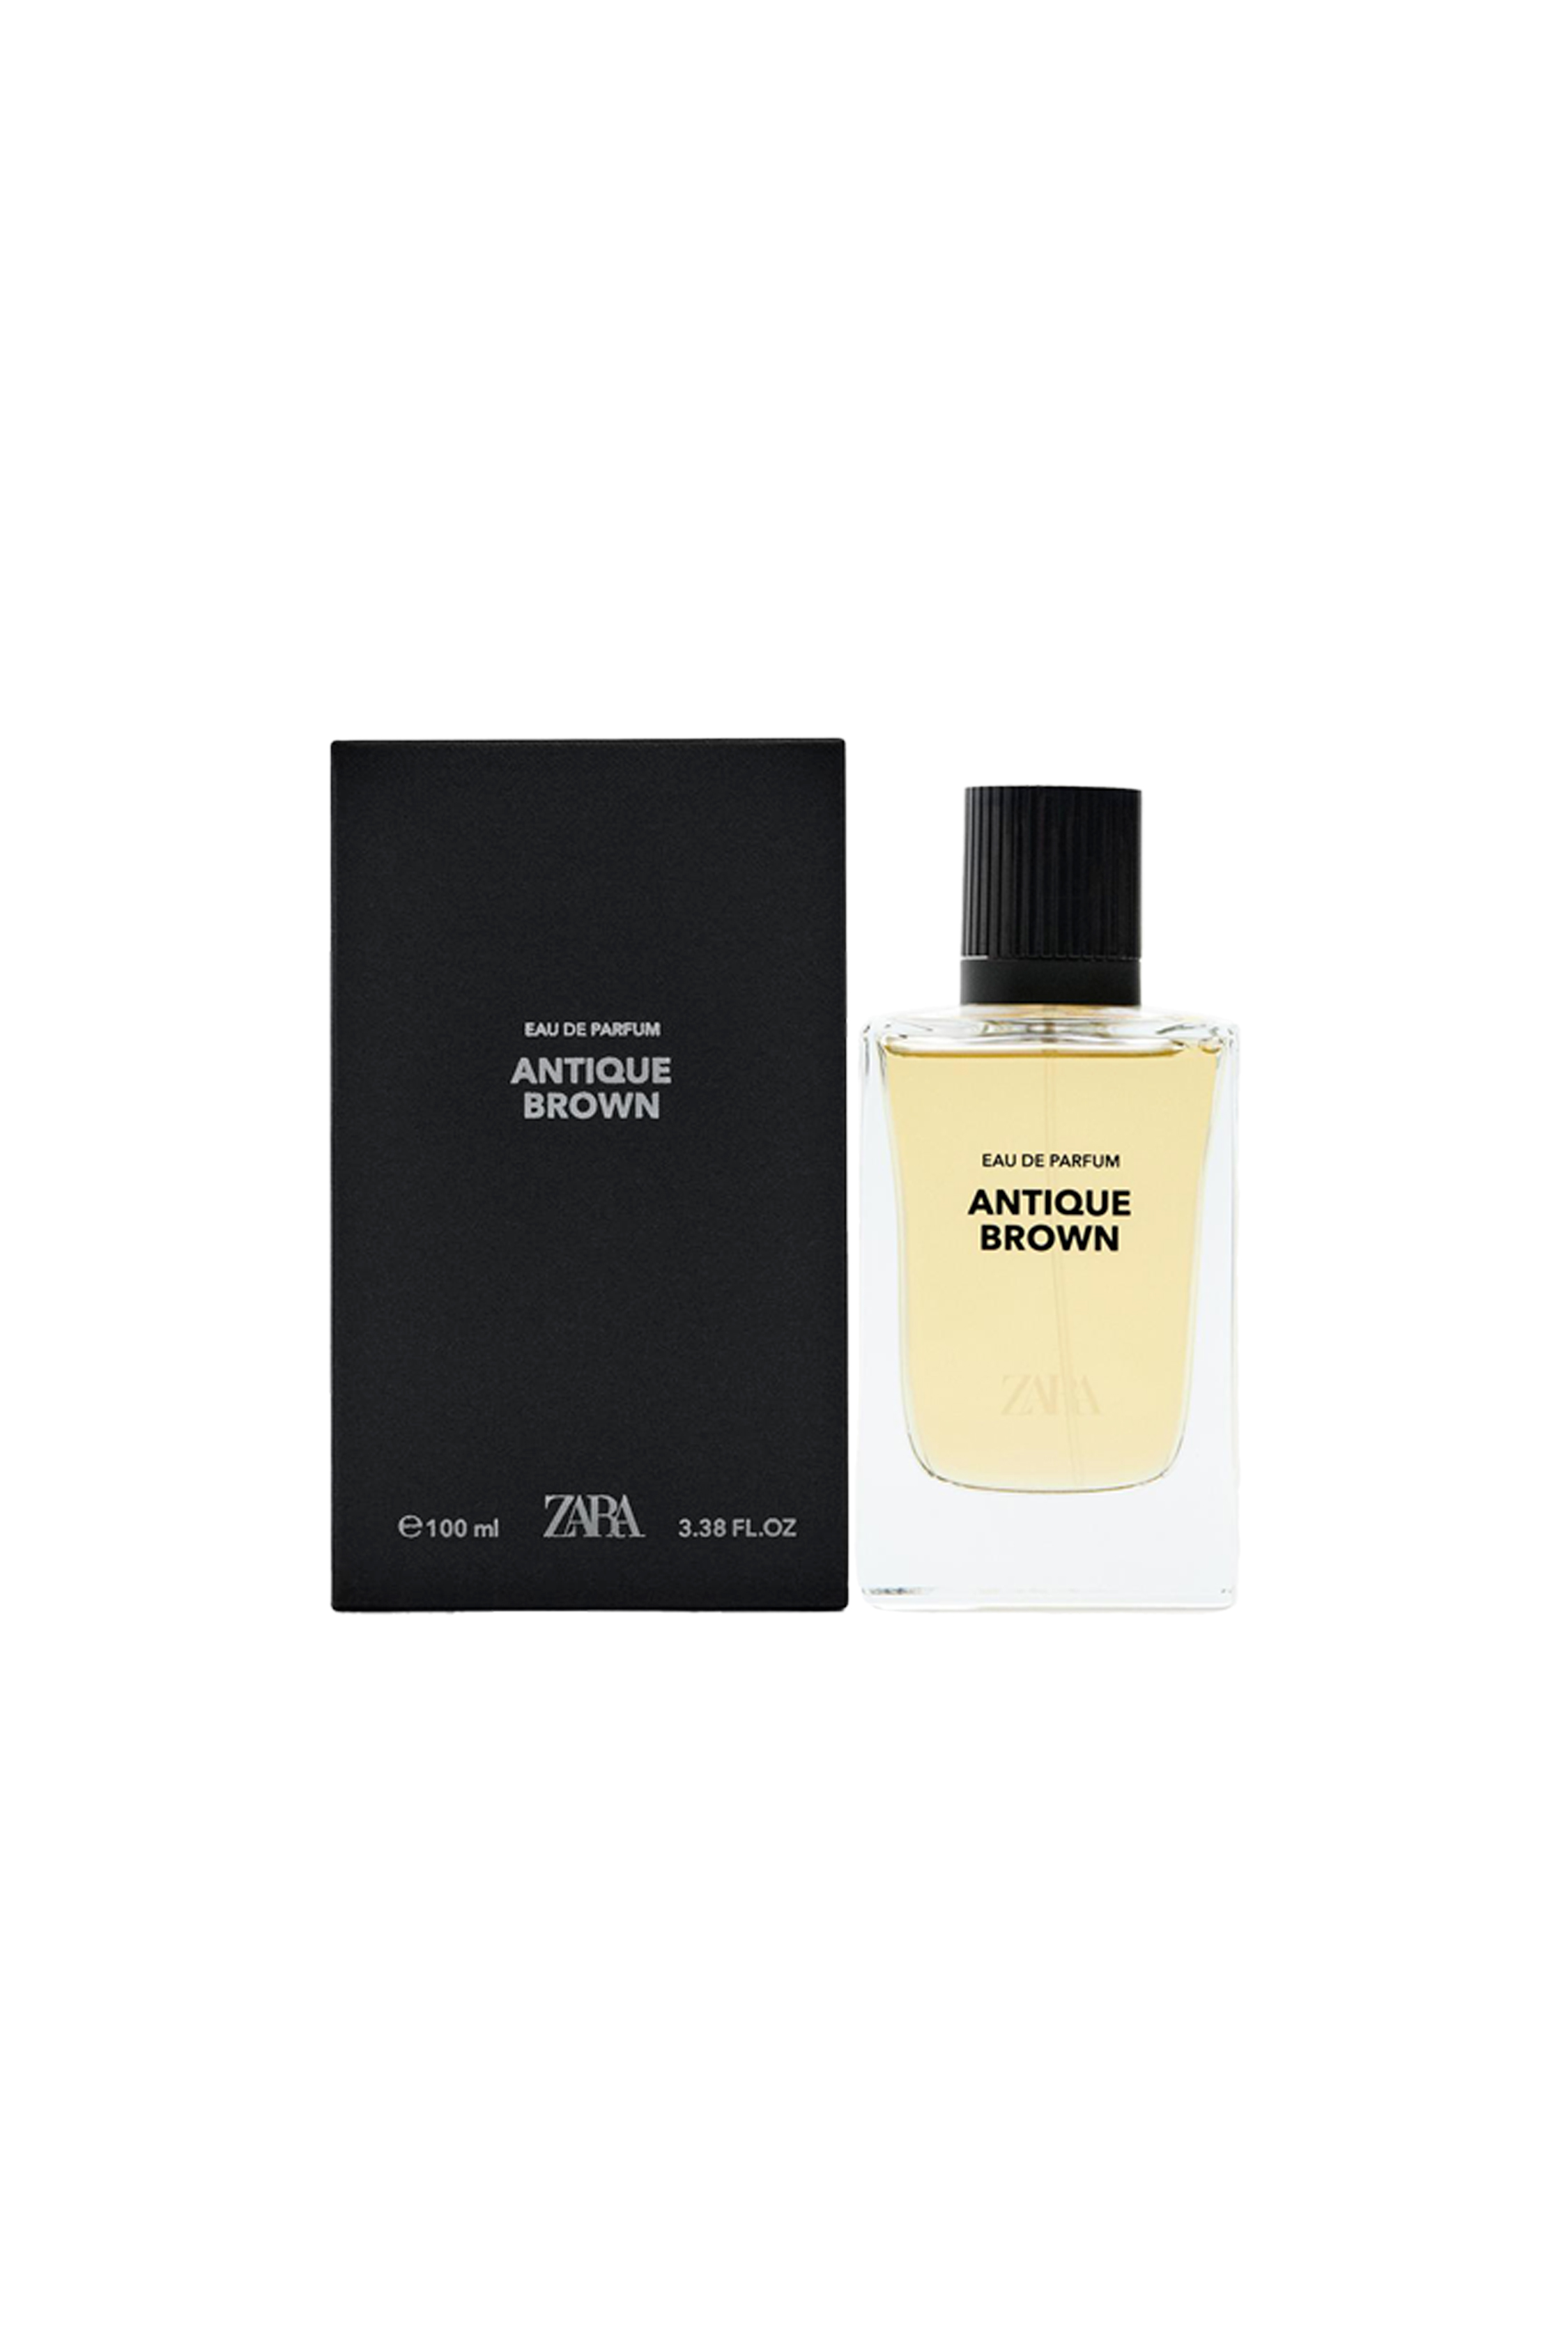 EAU DE PARFUM
ANTIQUE
BROWN
℮100 ml ZARA 3.38 FL.OZ
EAU DE PARFUM
ANTIQUE
BROWN
ZARA